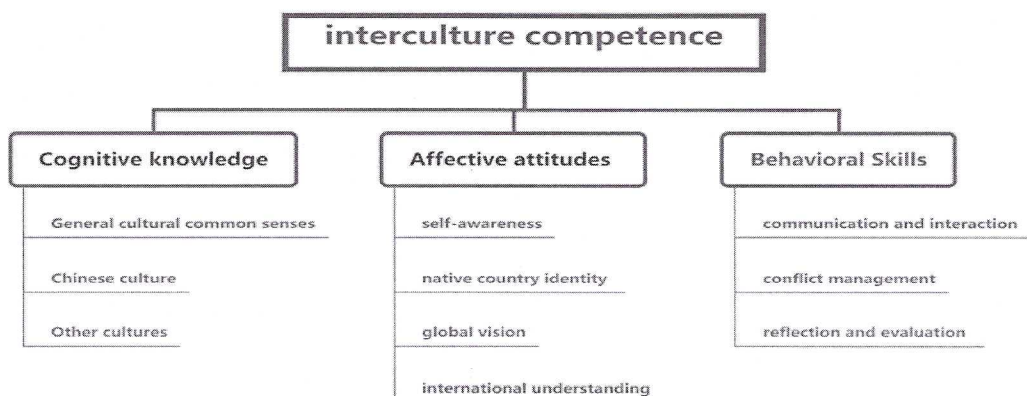 interculture competence
Cognitive knowledge
General cultural common senses
Chinese culture
Other cultures
Affective attitudes
self-awareness
native country identity
global vision
international understanding
Behavioral Skills
communication and interaction
conflict management
reflection and evaluation